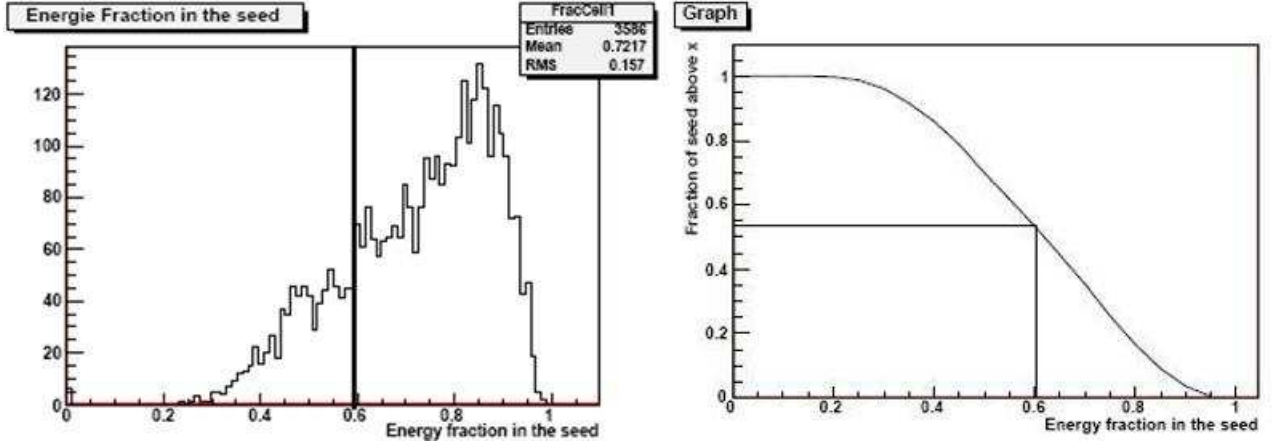 Energie Fraction in the seed
FracCell1
Entries 3586
Mean 0.7217
RMS 0.157
120
100
80
60
40
20
0
0 0.2 0.4 0.6 0.8 1
Energy fraction in the seed
Graph
Fraction of seed above x
1
0.8
0.6
0.4
0.2
0
0 0.2 0.4 0.6 0.8 1
Energy fraction in the seed